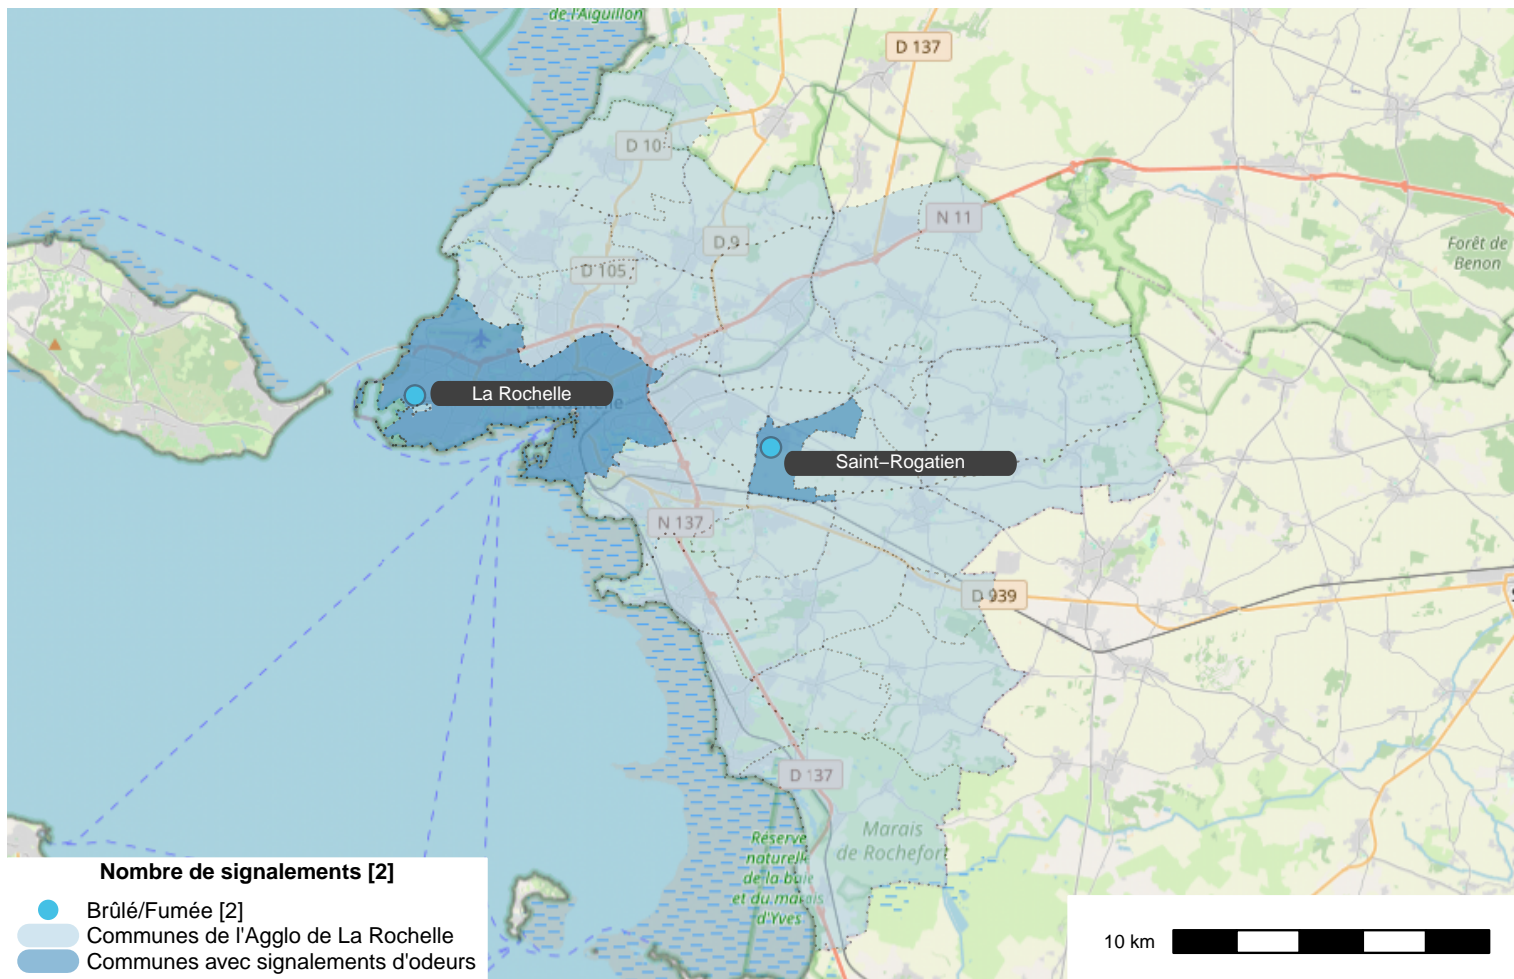 de l'Aiguillon
D 137
D 10
N 11
D 9
Forêt de
Benon
D 105
La Rochelle
Saint–Rogatien
N 137
D 939
D 137
Marais
de Rochefort
Réserve
naturelle
de la baie
et du marais
d'Yves
Nombre de signalements [2]
Brûlé/Fumée [2]
Communes de l'Agglo de La Rochelle
Communes avec signalements d'odeurs
10 km